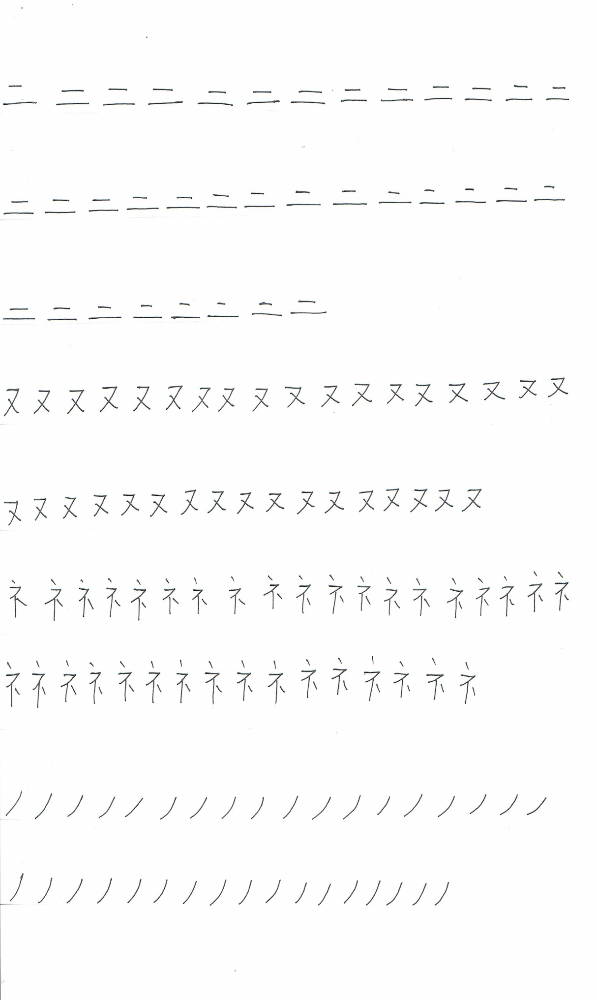 ニニニニニニニニニニニニニ
ニニニニニニニニニニニニニニ
ニニニニニニニニ
ヌヌヌヌヌヌヌヌヌヌヌヌヌヌヌヌヌヌ
ヌヌヌヌヌヌヌヌヌヌヌヌヌヌヌヌヌ
ネネネネネネネネネネネネネネネネネネネ
ネネネネネネネネネネネネネネネネ
ノノノノノノノノノノノノノノノノノノ
ノノノノノノノノノノノノノノノノノ